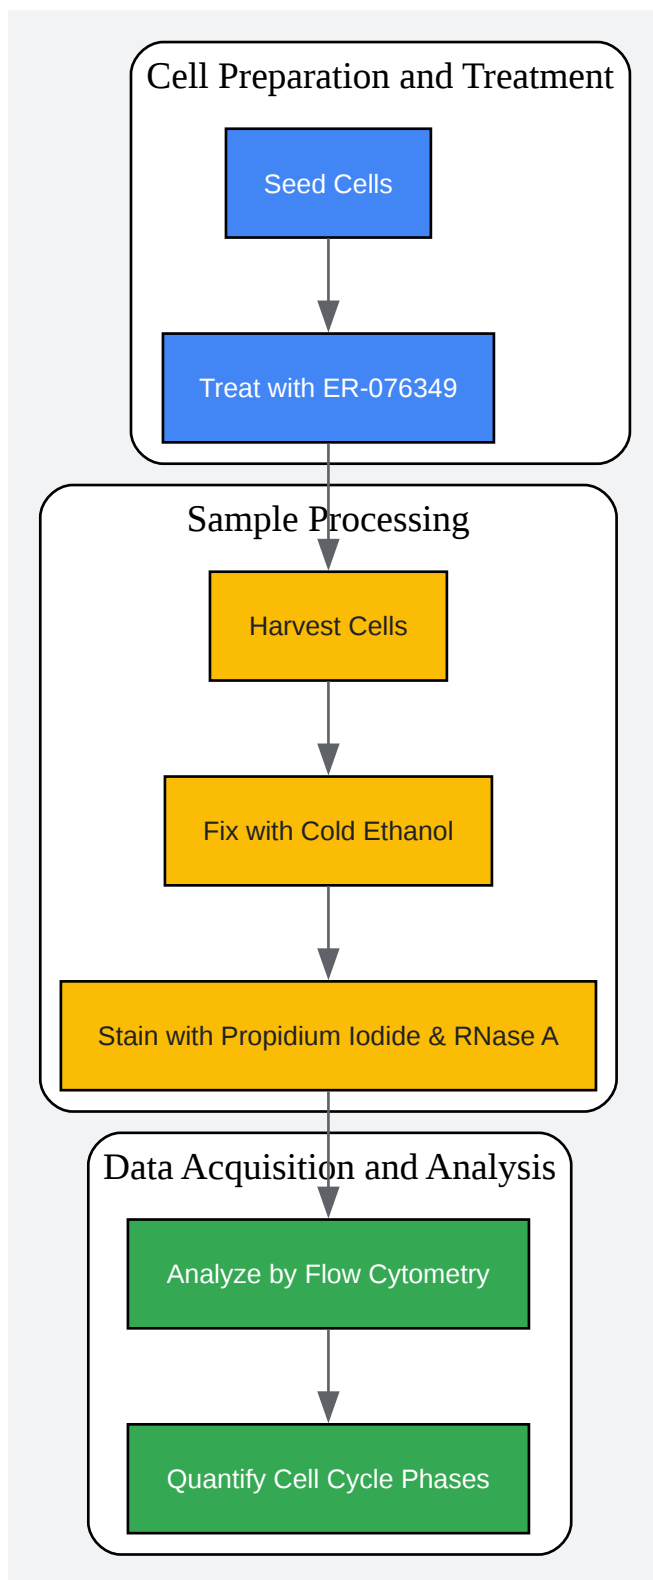 Cell Preparation and Treatment
Seed Cells
Treat with ER-076349
Sample Processing
Harvest Cells
Fix with Cold Ethanol
Stain with Propidium Iodide & RNase A
Data Acquisition and Analysis
Analyze by Flow Cytometry
Quantify Cell Cycle Phases